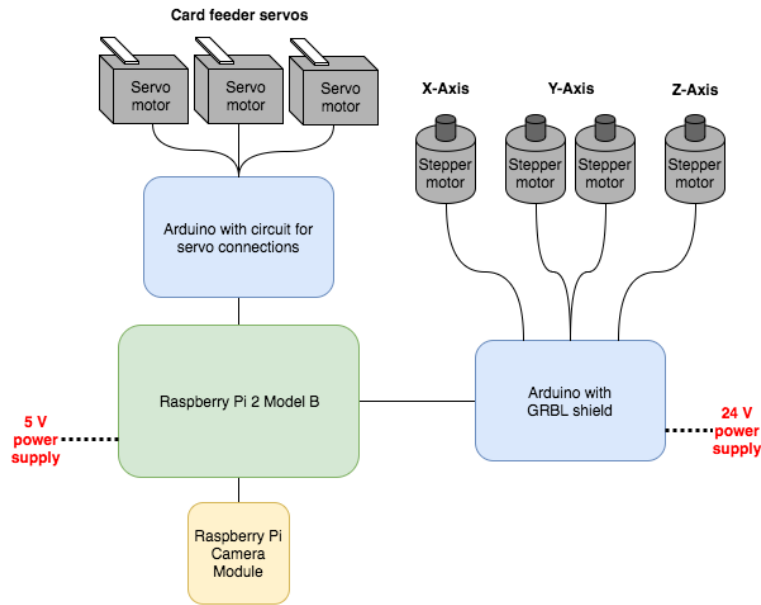 Card feeder servos
Servo
motor
Servo
motor
Servo
motor
X-Axis
Y-Axis
Z-Axis
Stepper
motor
Stepper
motor
Stepper
motor
Stepper
motor
Arduino with circuit for
servo connections
Raspberry Pi 2 Model B
Arduino with
GRBL shield
5 V
power
supply
24 V
power
supply
Raspberry Pi
Camera
Module